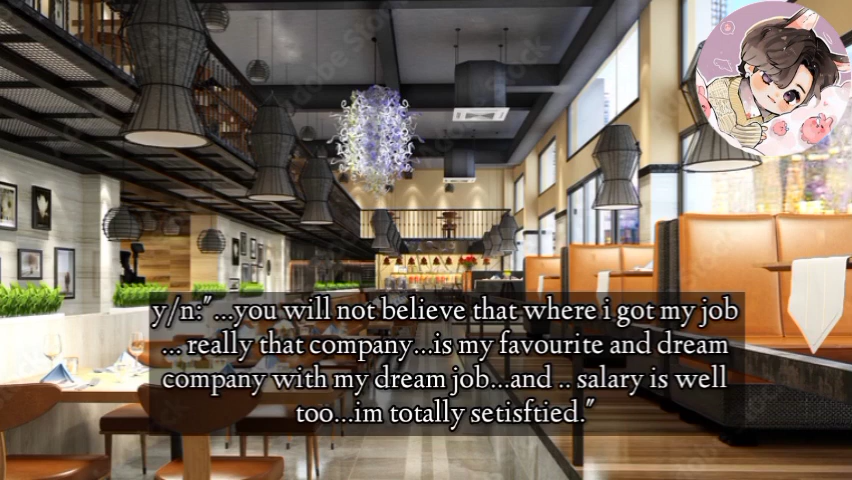 y/n:"...you will not believe that where i got my job
... really that company...is my favourite and dream
company with my dream job...and .. salary is well
too...im totally setisftied."